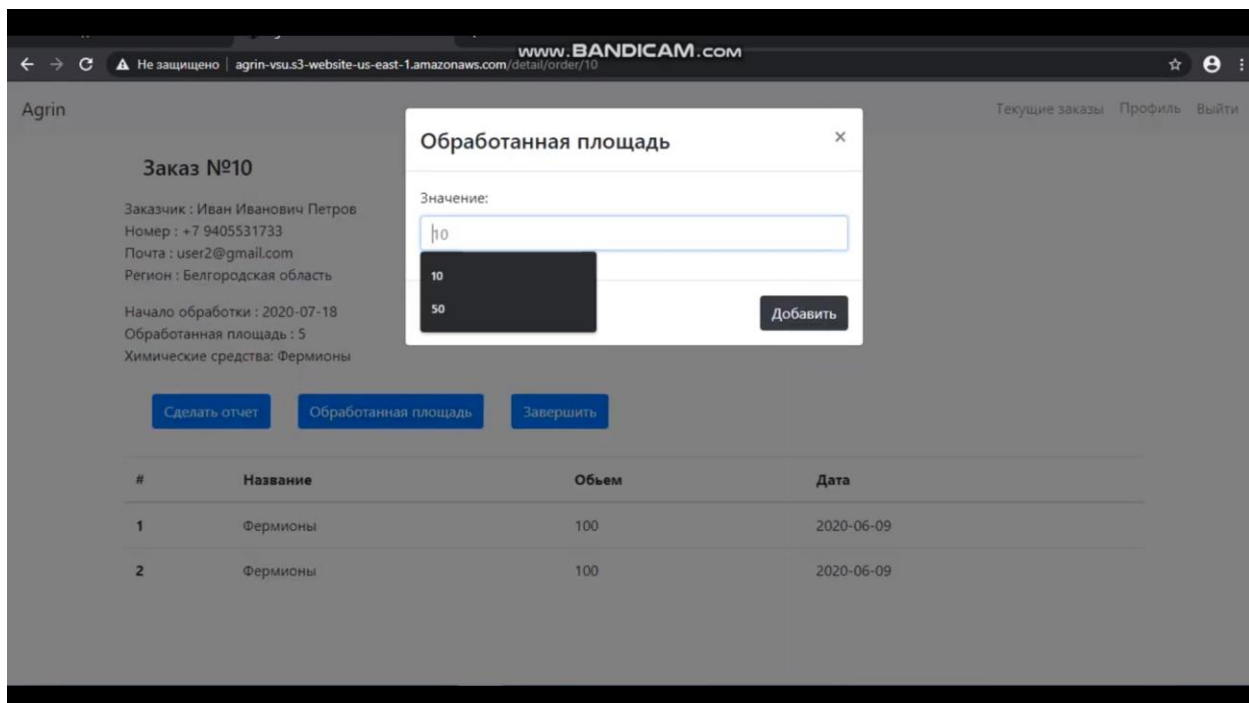 www.BANDICAM.com
Не защищено | agrin-vsu.s3-website-us-east-1.amazonaws.com/detail/order/10
Agrin
Текущие заказы Профиль Выйти
Обработанная площадь ×
Заказ №10
Значение:
Заказчик : Иван Иванович Петров
10
Номер : +7 9405531733
Почта : user2@gmail.com
Регион : Белгородская область
10
50
Добавить
Начало обработки : 2020-07-18
Обработанная площадь : 5
Химические средства: Фермионы
Сделать отчет Обработанная площадь Завершить
# Название Обьем Дата
1 Фермионы 100 2020-06-09
2 Фермионы 100 2020-06-09